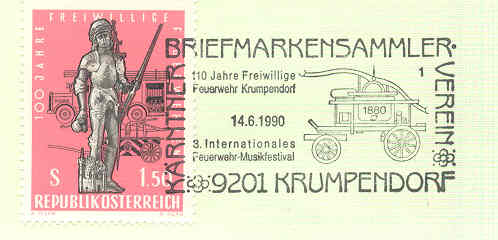 100 JAHRE FREIWILLIGE F
S 1.50
REPUBLIK ÖSTERREICH
KÄRNTNER BRIEFMARKENSAMMLER·VEREIN
110 Jahre Freiwillige
Feuerwehr Krumpendorf
14.6.1990
3. Internationales
Feuerwehr-Musikfestival
1
1880
9201 KRUMPENDORF